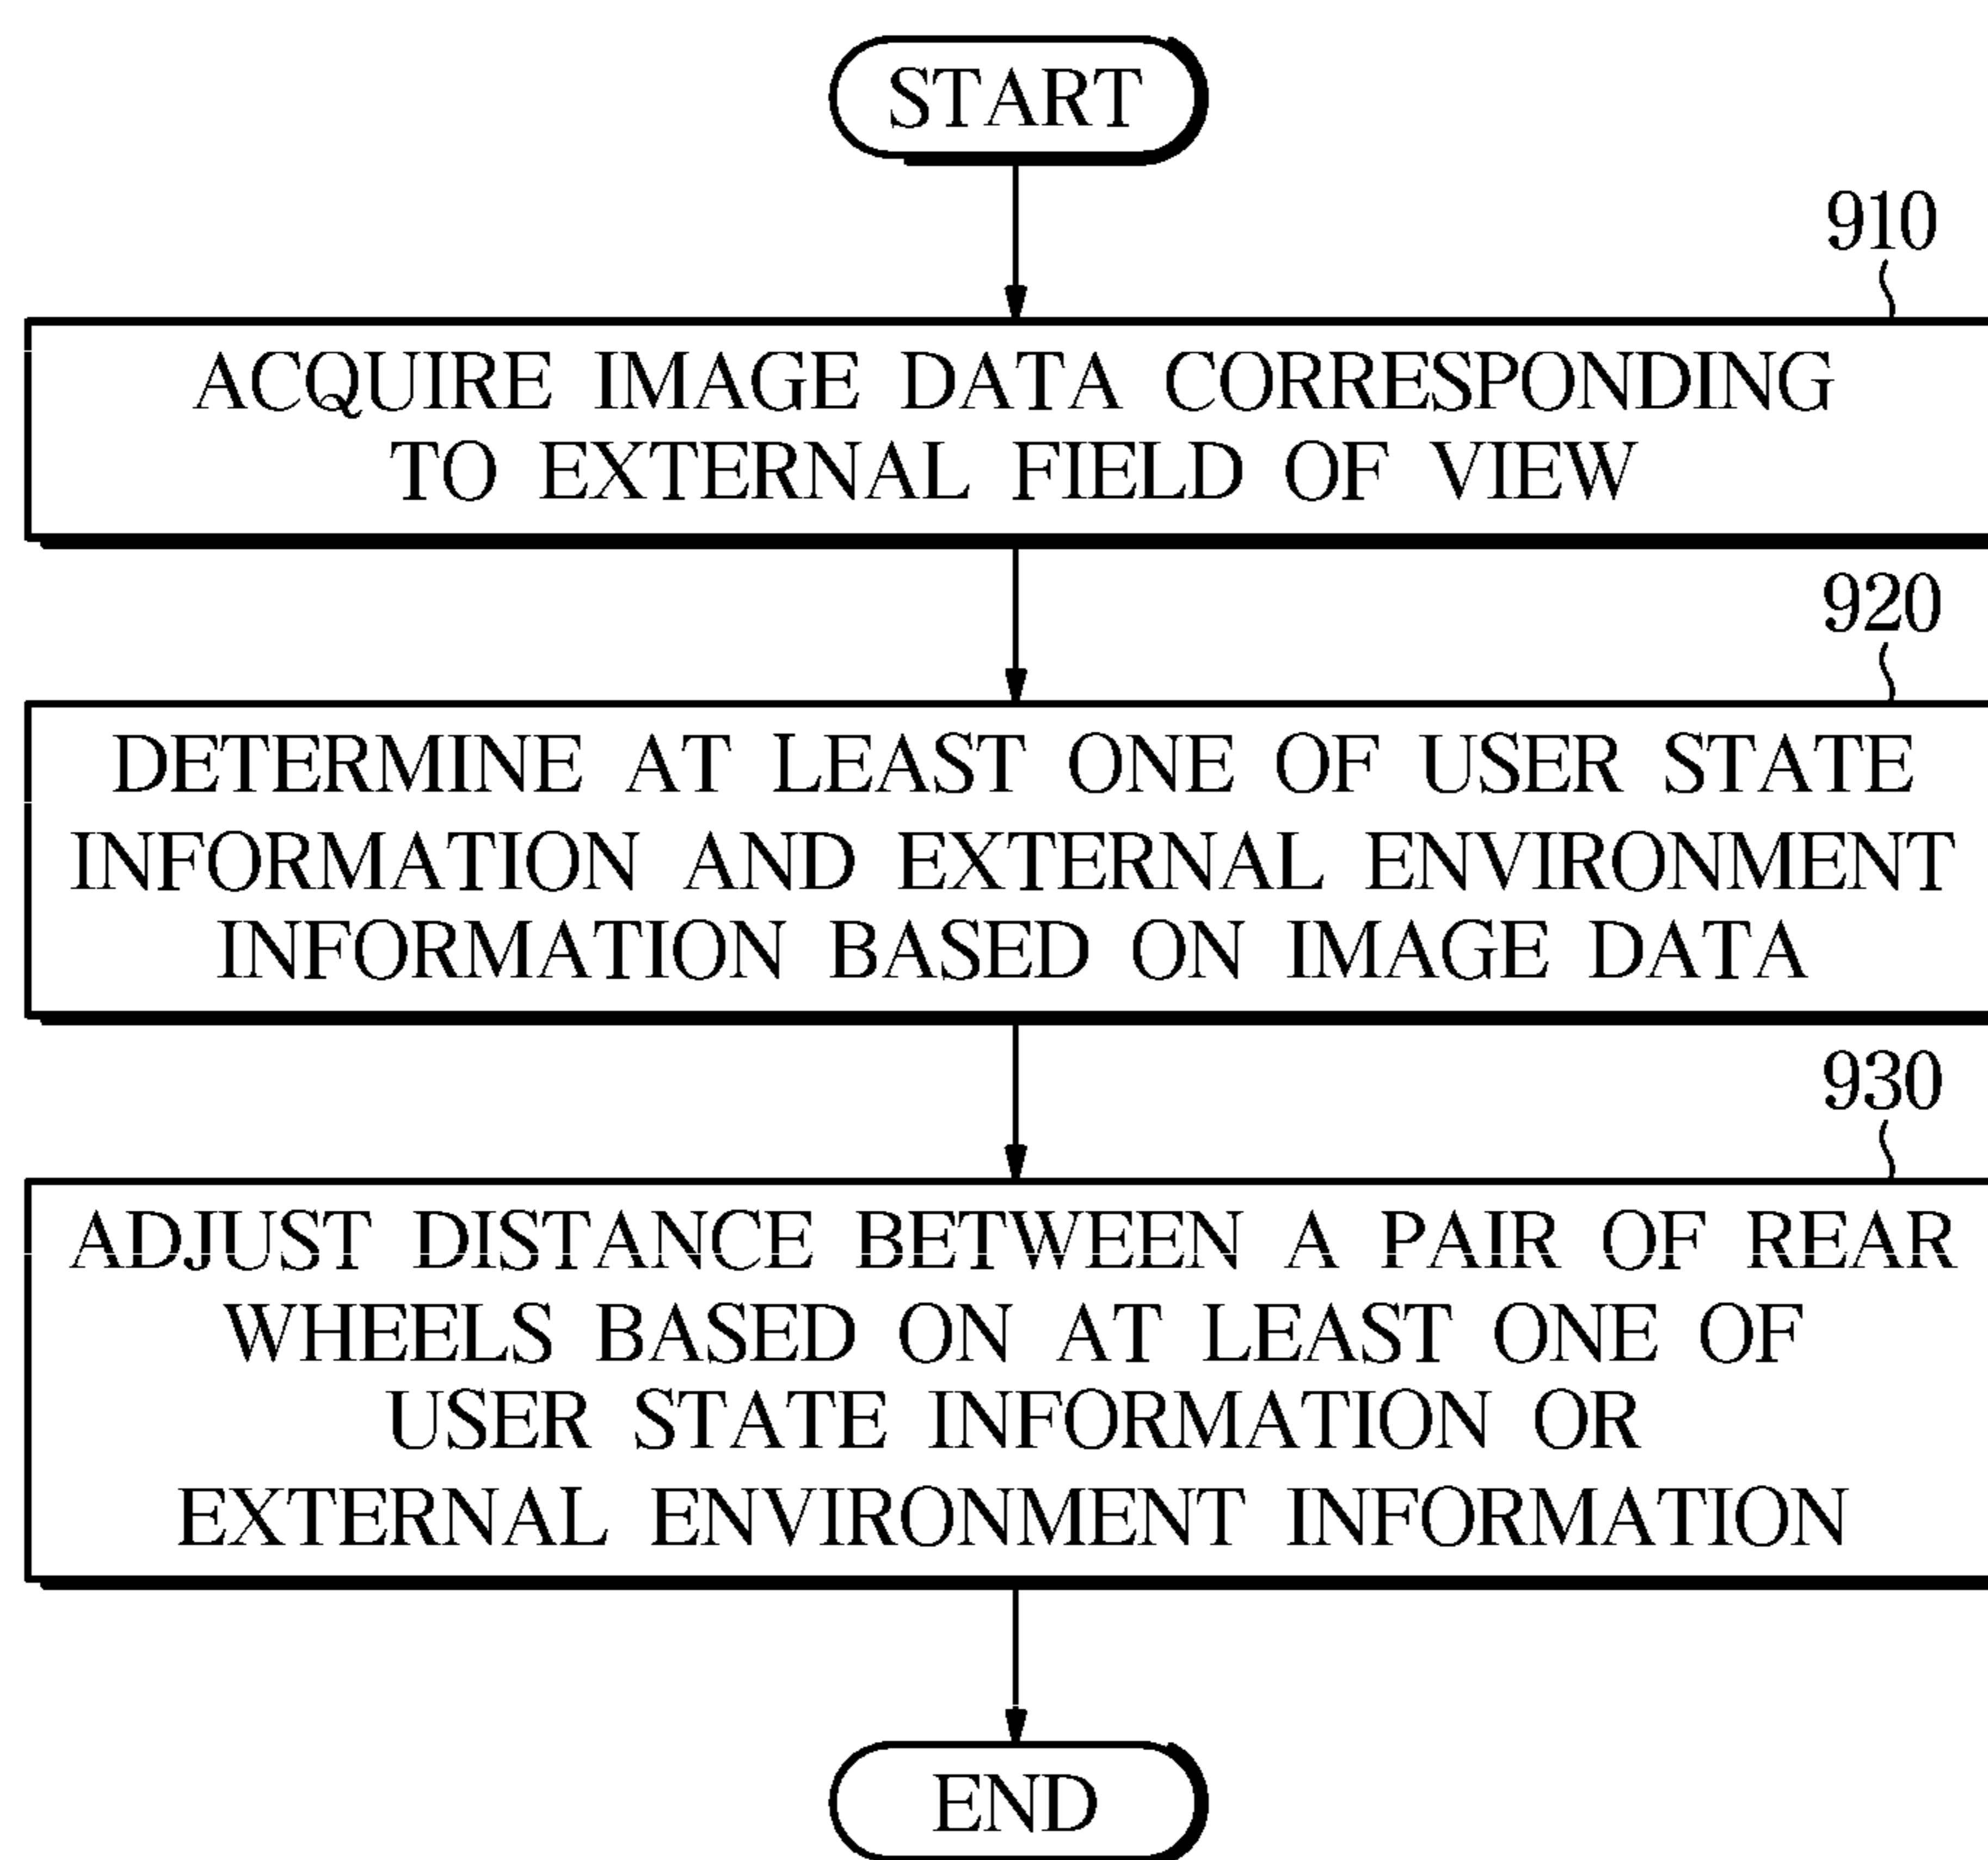 START
910
ACQUIRE IMAGE DATA CORRESPONDING
TO EXTERNAL FIELD OF VIEW
920
DETERMINE AT LEAST ONE OF USER STATE
INFORMATION AND EXTERNAL ENVIRONMENT
INFORMATION BASED ON IMAGE DATA
930
ADJUST DISTANCE BETWEEN A PAIR OF REAR
WHEELS BASED ON AT LEAST ONE OF
USER STATE INFORMATION OR
EXTERNAL ENVIRONMENT INFORMATION
END